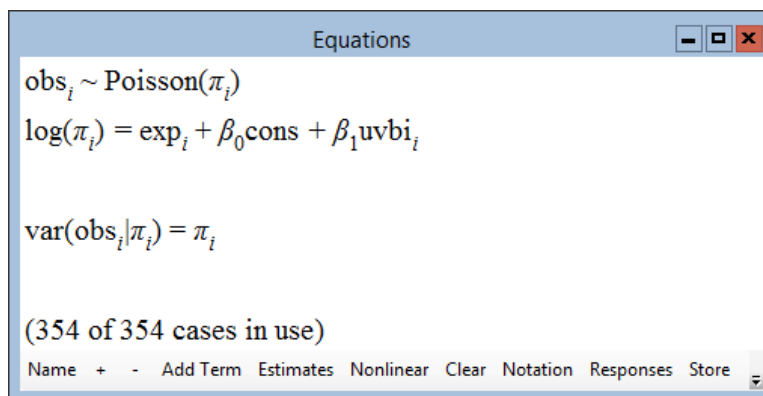 Equations
obsᵢ ~ Poisson(πᵢ)
log(πᵢ) = expᵢ + β₀cons + β₁uvbiᵢ
var(obsᵢ|πᵢ) = πᵢ
(354 of 354 cases in use)
Name + - Add Term Estimates Nonlinear Clear Notation Responses Store